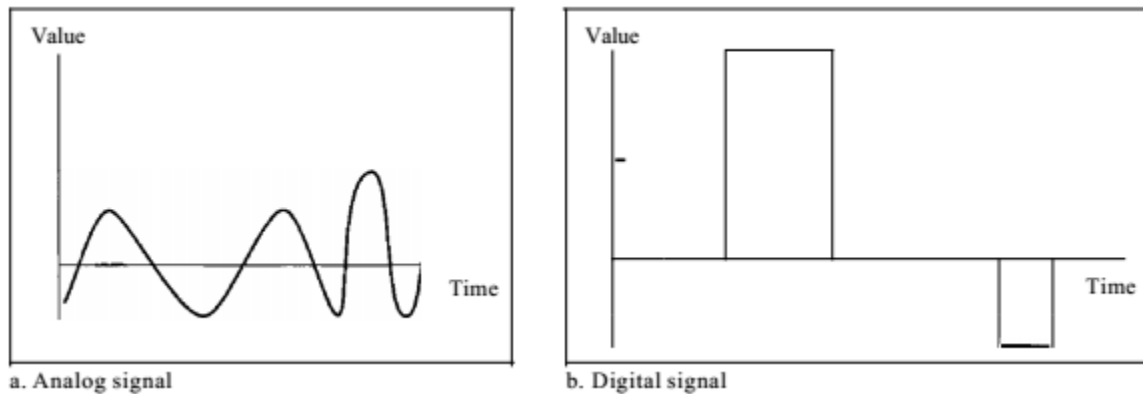 Value
Time
a. Analog signal
Value
Time
b. Digital signal